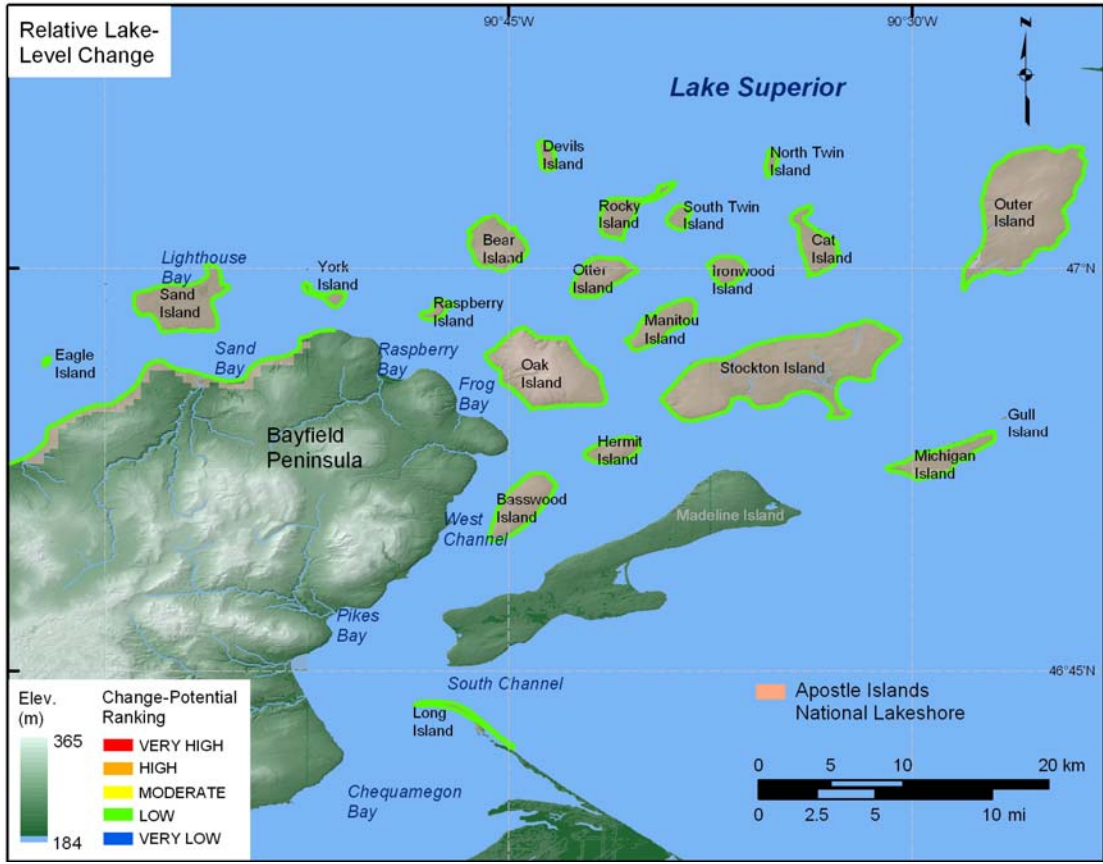 Relative Lake-
Level Change
90°45'W
90°30'W
N
Lake Superior
Devils
Island
North Twin
Island
Rocky
Island
South Twin
Island
Outer
Island
Bear
Island
Cat
Island
Lighthouse
Bay
York
Island
Otter
Island
Ironwood
Island
47°N
Sand
Island
Raspberry
Island
Manitou
Island
Eagle
Island
Sand
Bay
Raspberry
Bay
Oak
Island
Stockton Island
Frog
Bay
Gull
Island
Bayfield
Peninsula
Hermit
Island
Michigan
Island
Basswood
Island
West
Channel
Madeline Island
Pikes
Bay
46°45'N
South Channel
Long
Island
Chequamegon
Bay
Elev.
(m)
365
184
Change-Potential
Ranking
VERY HIGH
HIGH
MODERATE
LOW
VERY LOW
Apostle Islands
National Lakeshore
0 5 10 20 km
0 2.5 5 10 mi